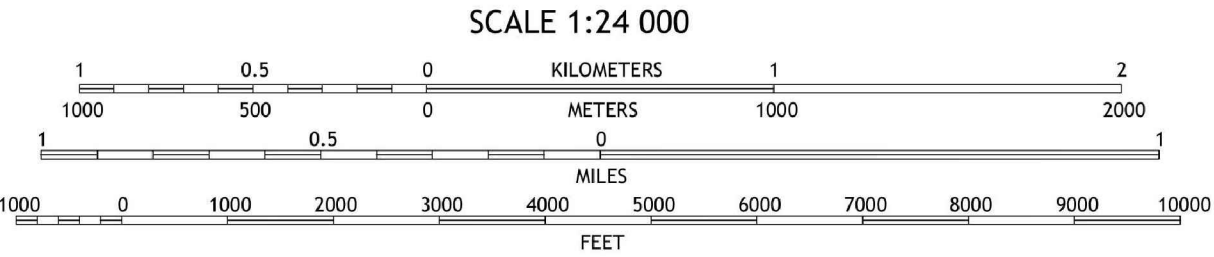 SCALE 1:24 000
1 0.5 0 KILOMETERS 1 2
1000 500 0 METERS 1000 2000
1 0.5 0 1
MILES
1000 0 1000 2000 3000 4000 5000 6000 7000 8000 9000 10000
FEET